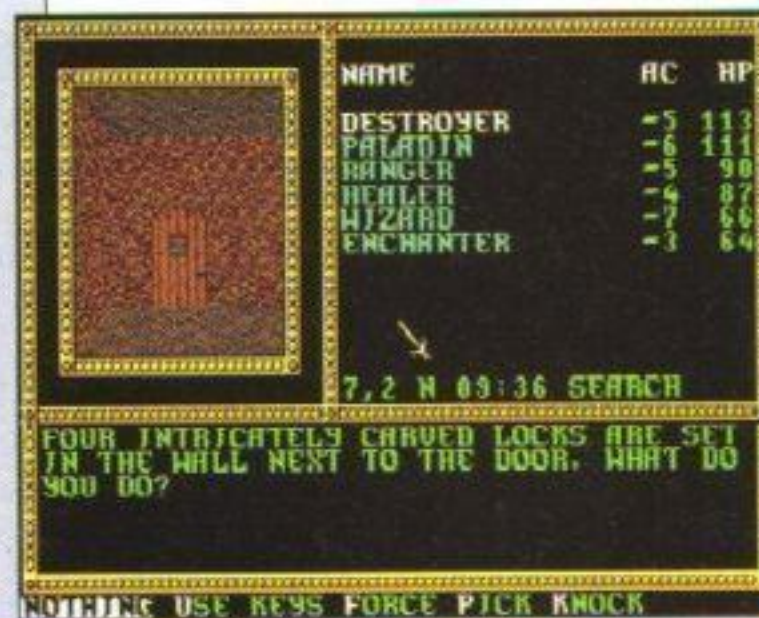 NAME AC HP
DESTROYER -5 113
PALADIN -6 111
RANGER -5 90
HEALER -4 87
WIZARD -7 66
ENCHANTER -3 64
7,2 N 09:36 SEARCH
FOUR INTRICATELY CARVED LOCKS ARE SET
IN THE WALL NEXT TO THE DOOR. WHAT DO
YOU DO?
NOTHING USE KEYS FORCE PICK KNOCK